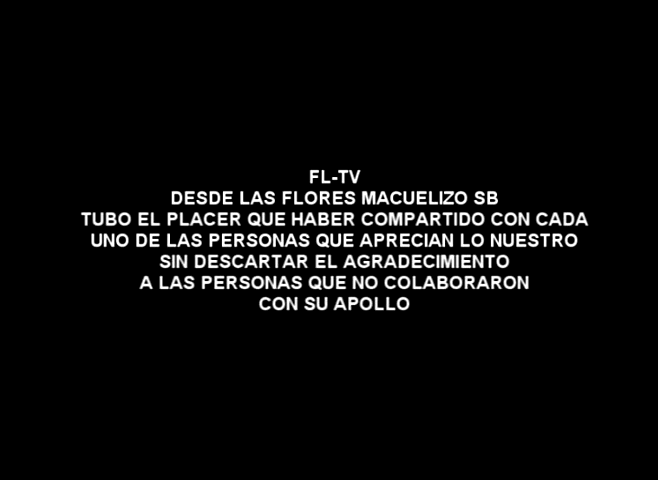 FL-TV
DESDE LAS FLORES MACUELIZO SB
TUBO EL PLACER QUE HABER COMPARTIDO CON CADA
UNO DE LAS PERSONAS QUE APRECIAN LO NUESTRO
SIN DESCARTAR EL AGRADECIMIENTO
A LAS PERSONAS QUE NO COLABORARON
CON SU APOLLO